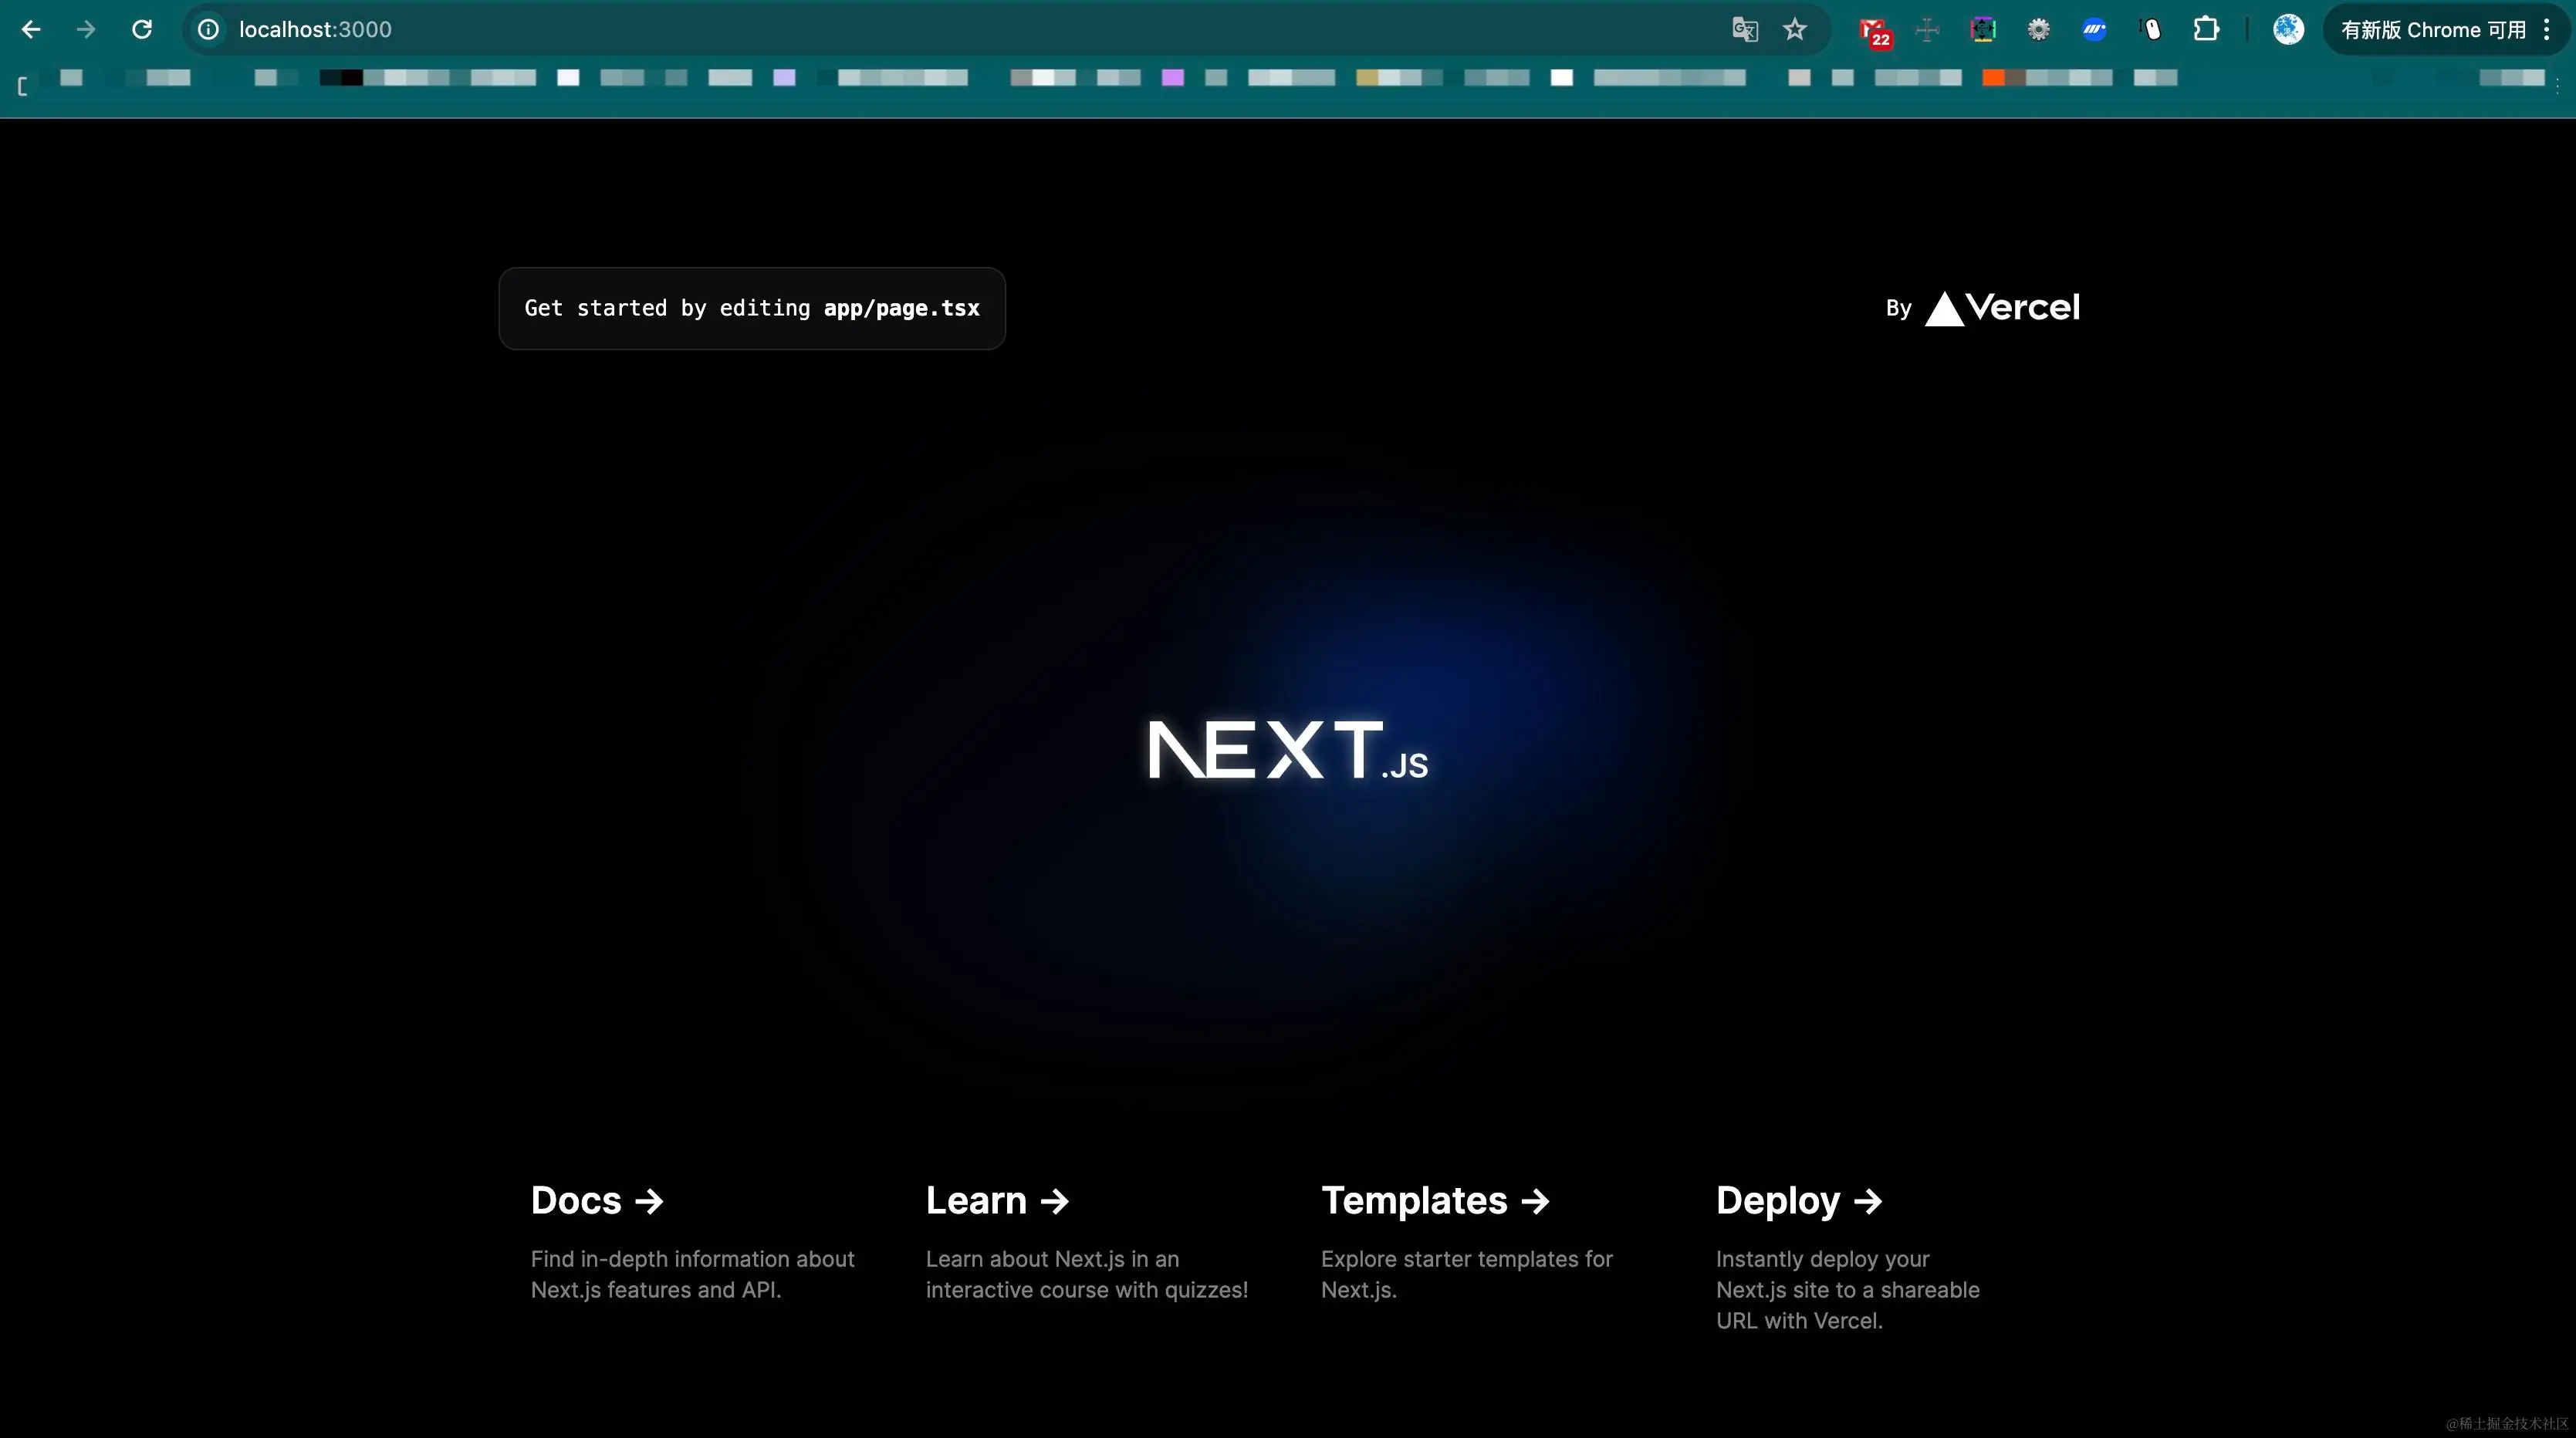 localhost:3000
22
有新版 Chrome 可用
Get started by editing app/page.tsx
By Vercel
NEXT.JS
Docs →
Find in-depth information about
Next.js features and API.
Learn →
Learn about Next.js in an
interactive course with quizzes!
Templates →
Explore starter templates for
Next.js.
Deploy →
Instantly deploy your
Next.js site to a shareable
URL with Vercel.
@稀土掘金技术社区